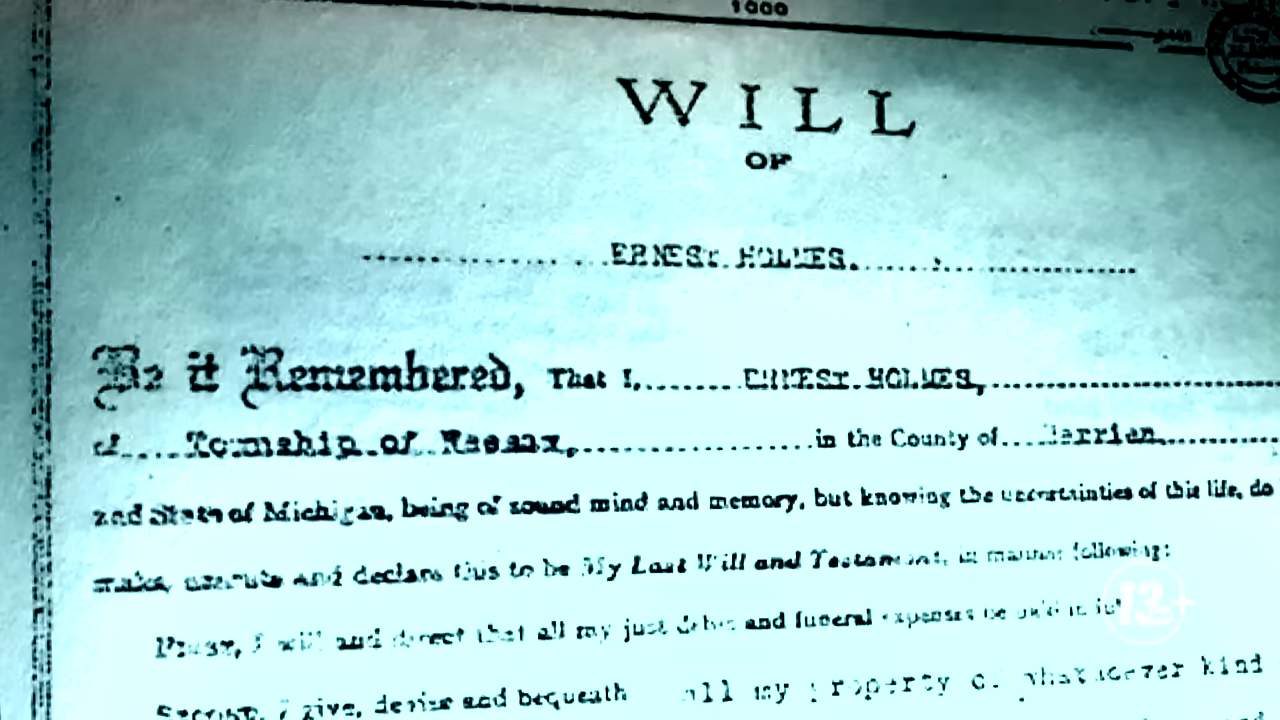 1000
WILL
OF
ERNEST HOLMES.
Be it Remembered, That I, ERNEST HOLMES,
of Township of in the County of Berrien,
and State of Michigan, being of sound mind and memory, but knowing the uncertainties of this life, do
make, execute and declare this to be My Last Will and Testament, in manner following:
First, I will and direct that all my just debts and funeral expenses be paid in full
Second, I give, devise and bequeath all my property of whatsoever kind
12+